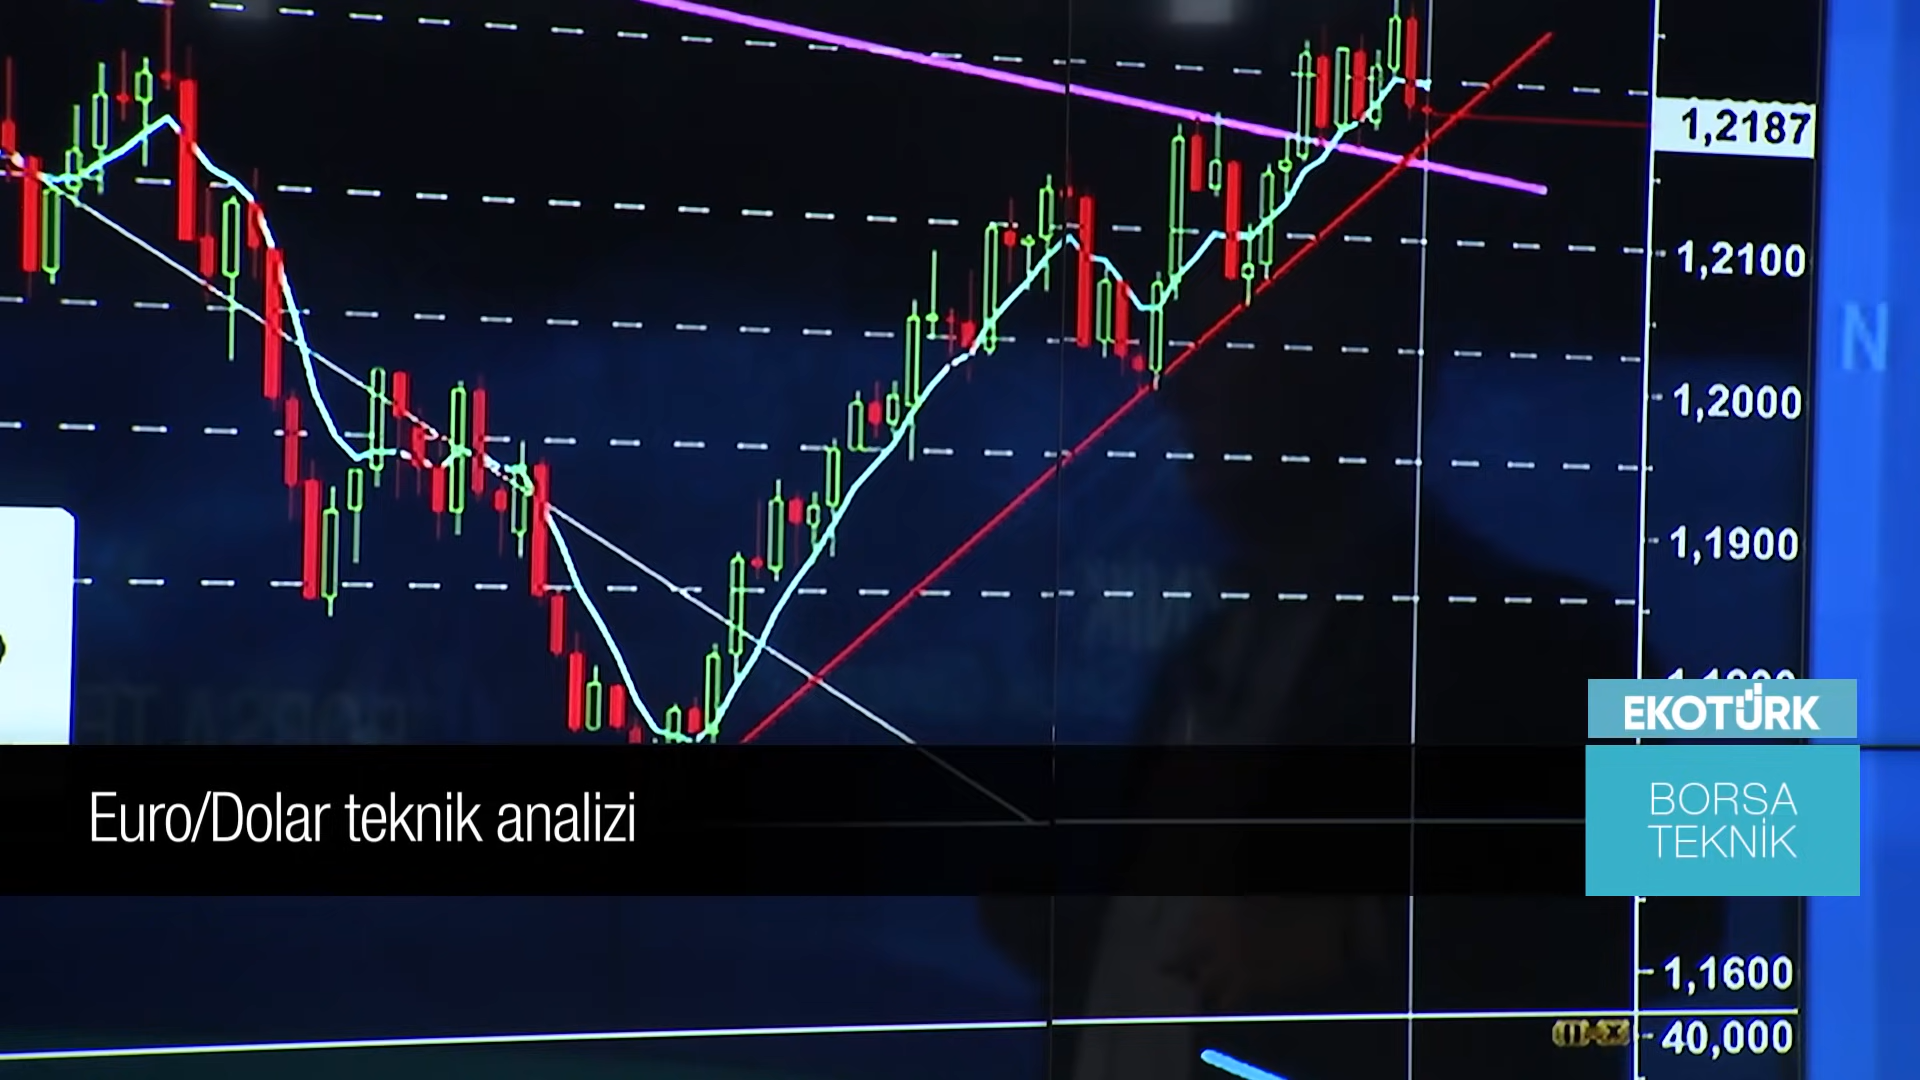 1,2187
1,2100
N
1,2000
1,1900
EKOTÜRK
Euro/Dolar teknik analizi
BORSA
TEKNİK
1,1600
40,000